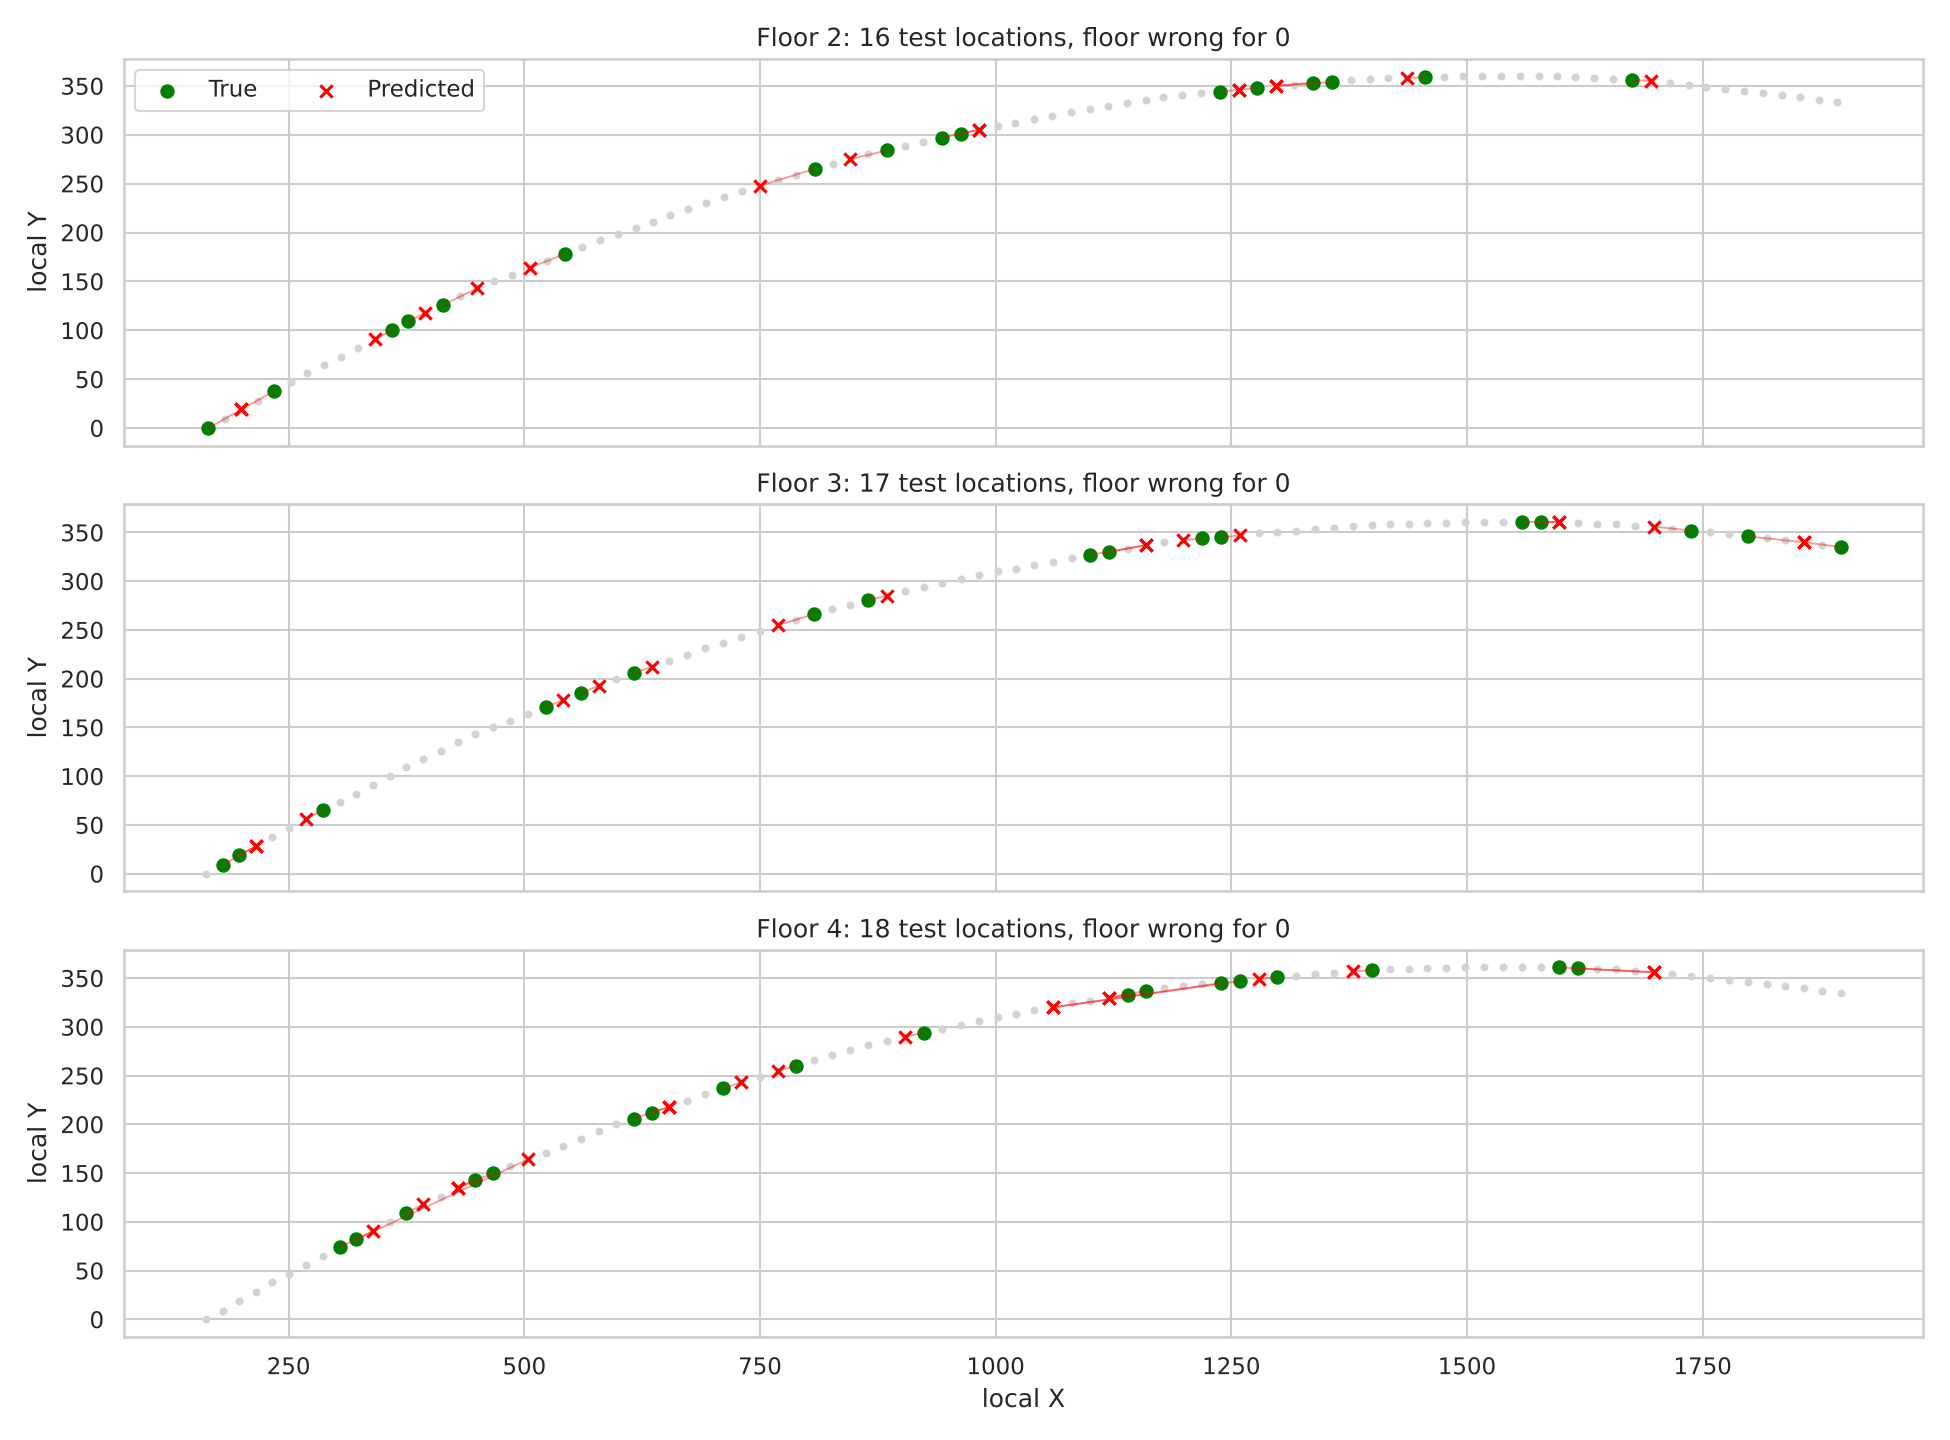 Floor 2: 16 test locations, floor wrong for 0
True Predicted
350
300
250
200
150
100
50
0
local Y
Floor 3: 17 test locations, floor wrong for 0
350
300
250
200
150
100
50
0
local Y
Floor 4: 18 test locations, floor wrong for 0
350
300
250
200
150
100
50
0
local Y
250 500 750 1000 1250 1500 1750
local X